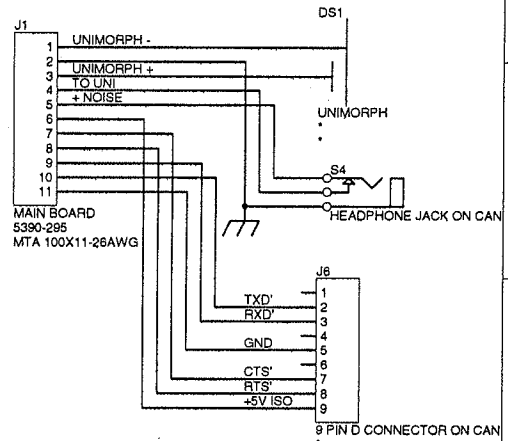 J1
DS1
1
UNIMORPH -
2
3
UNIMORPH +
4
TO UNI
5
+ NOISE
6
7
8
9
10
11
UNIMORPH
*
*
S4
MAIN BOARD
5390-295
MTA 100X11-26AWG
HEADPHONE JACK ON CAN
J6
1
TXD' 2
RXD' 3
4
GND 5
6
CTS' 7
RTS' 8
+5V ISO 9
9 PIN D CONNECTOR ON CAN